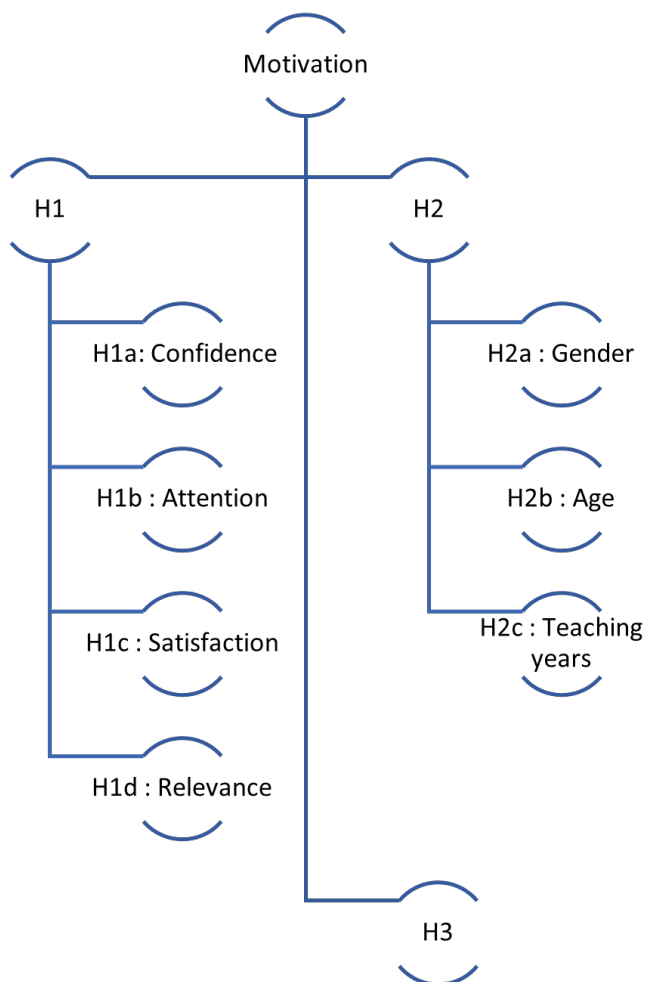 Motivation
H1
H2
H1a: Confidence
H2a : Gender
H1b : Attention
H2b : Age
H1c : Satisfaction
H2c : Teaching
years
H1d : Relevance
H3